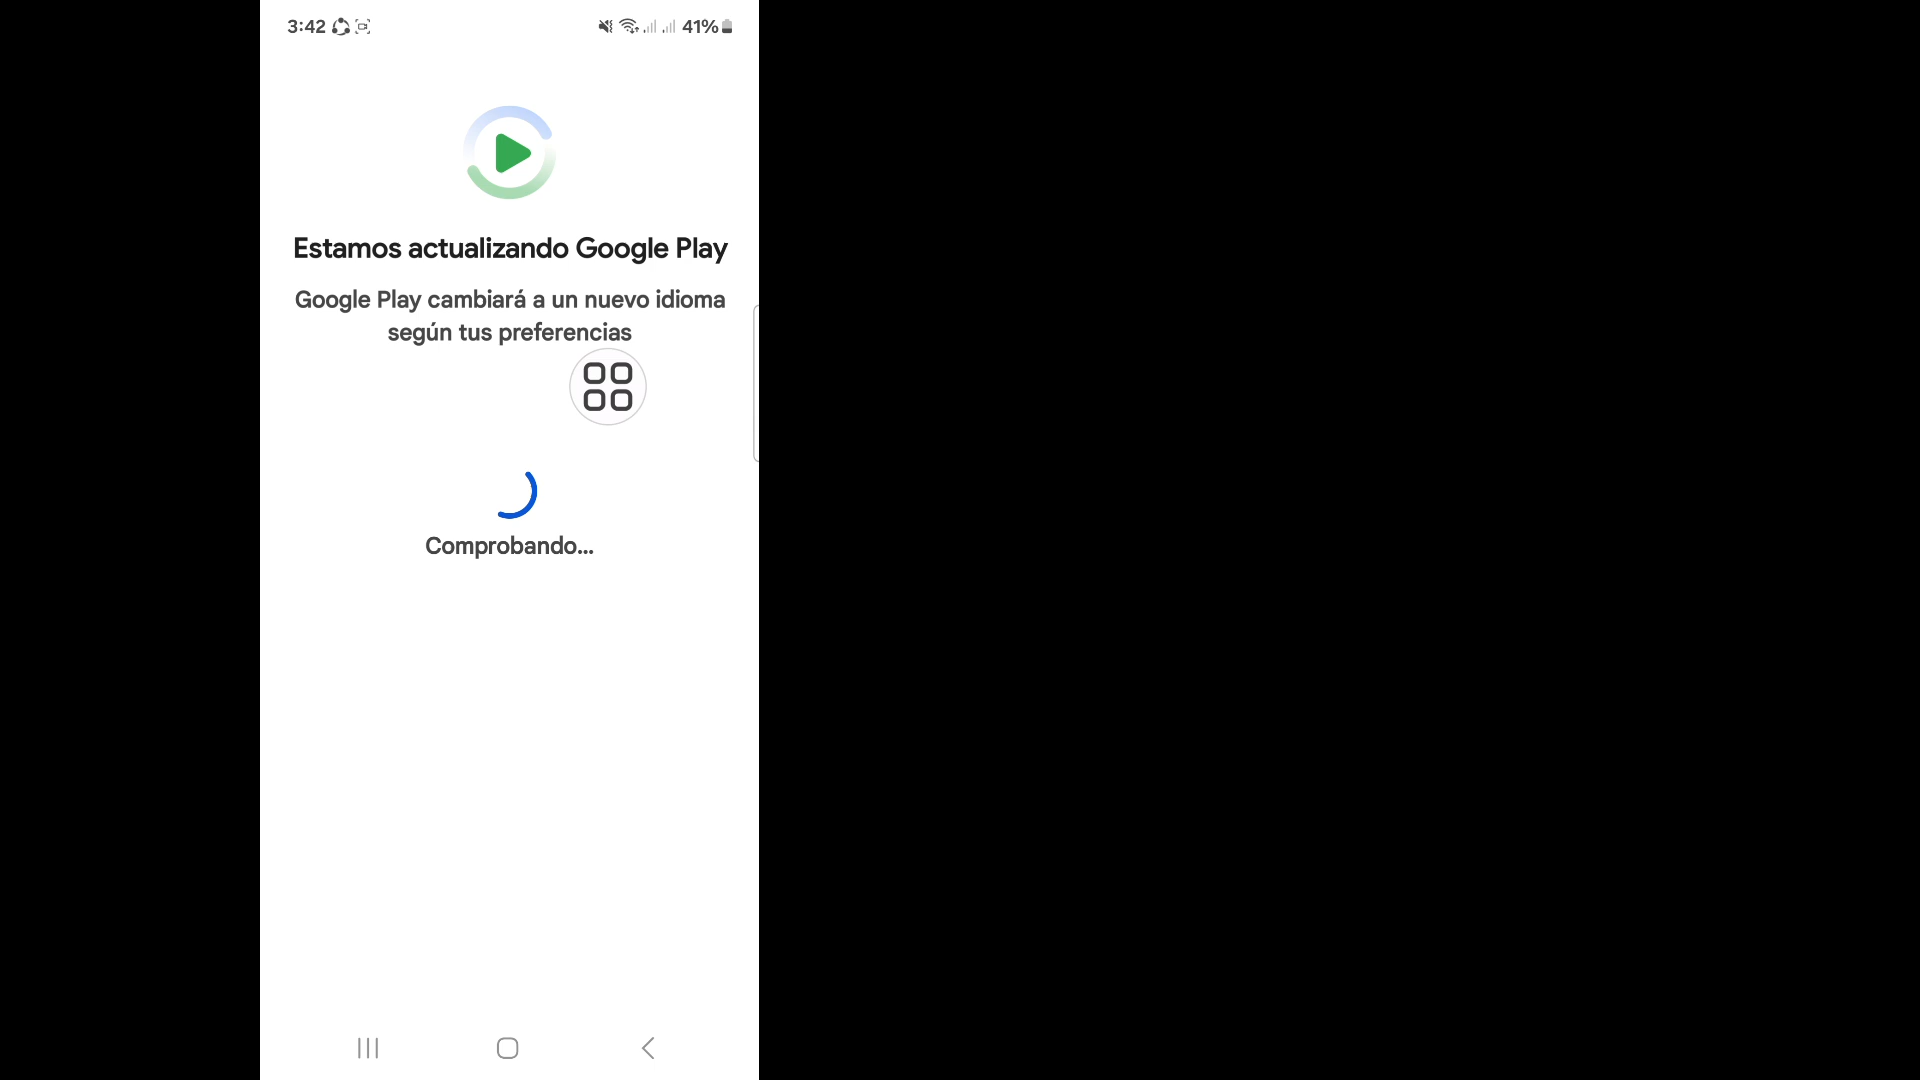 3:42
41%
Estamos actualizando Google Play
Google Play cambiará a un nuevo idioma
según tus preferencias
Comprobando...